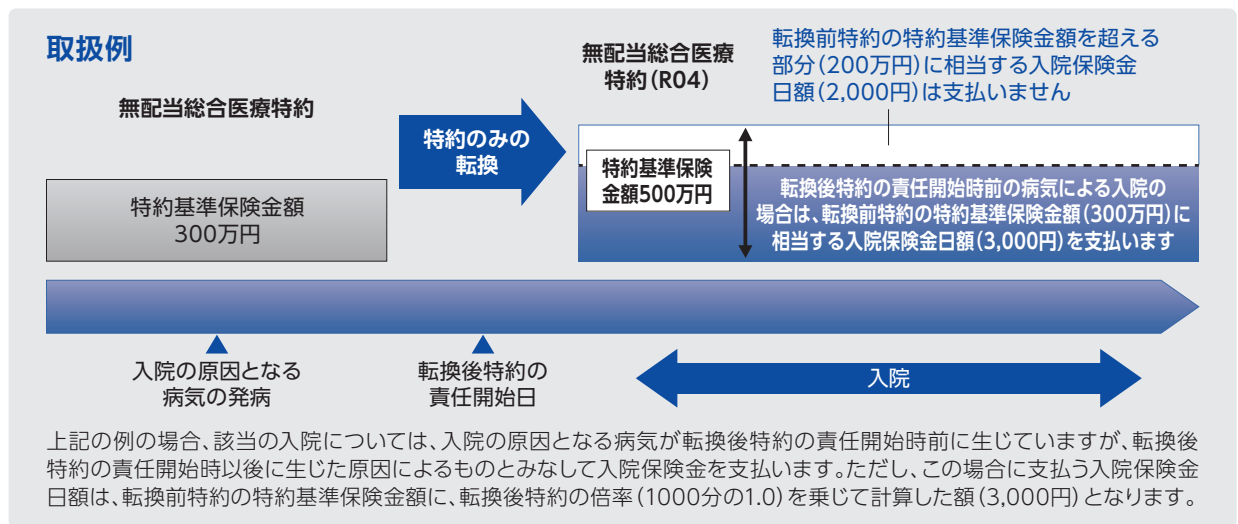 取扱例
無配当総合医療特約
特約基準保険金額
300万円
特約のみの
転換
無配当総合医療
特約（R04）
転換前特約の特約基準保険金額を超える
部分（200万円）に相当する入院保険金
日額（2,000円）は支払いません
特約基準保険
金額500万円
転換後特約の責任開始時前の病気による入院の
場合は、転換前特約の特約基準保険金額（300万円）に
相当する入院保険金日額（3,000円）を支払います
入院の原因となる
病気の発病
転換後特約の
責任開始日
入院
上記の例の場合、該当の入院については、入院の原因となる病気が転換後特約の責任開始時前に生じていますが、転換後
特約の責任開始時以後に生じた原因によるものとみなして入院保険金を支払います。ただし、この場合に支払う入院保険金
日額は、転換前特約の特約基準保険金額に、転換後特約の倍率（1000分の1.0）を乗じて計算した額（3,000円）となります。